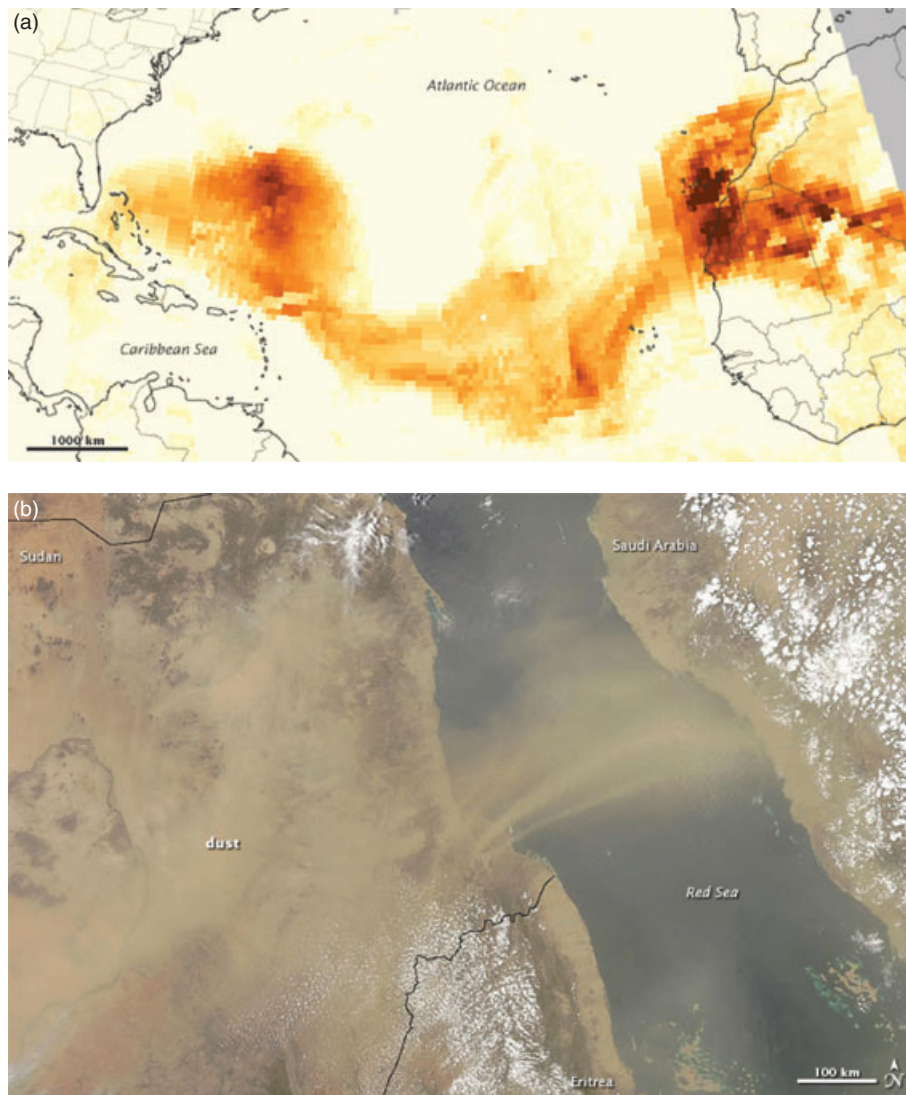 (a)
Atlantic Ocean
Caribbean Sea
1000 km
(b)
Sudan
Saudi Arabia
dust
Red Sea
100 km
N
Eritrea